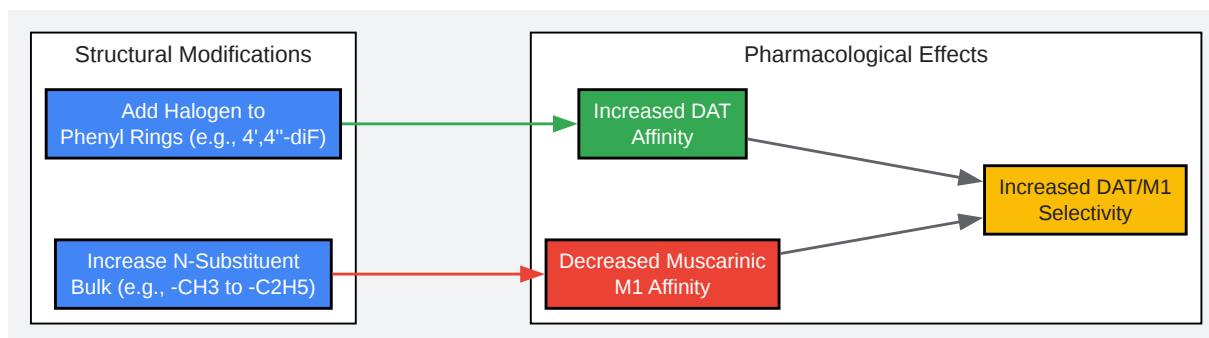 Structural Modifications
Add Halogen to
Phenyl Rings (e.g., 4',4''-diF)
Increase N-Substituent
Bulk (e.g., -CH3 to -C2H5)
Pharmacological Effects
Increased DAT
Affinity
Decreased Muscarinic
M1 Affinity
Increased DAT/M1
Selectivity